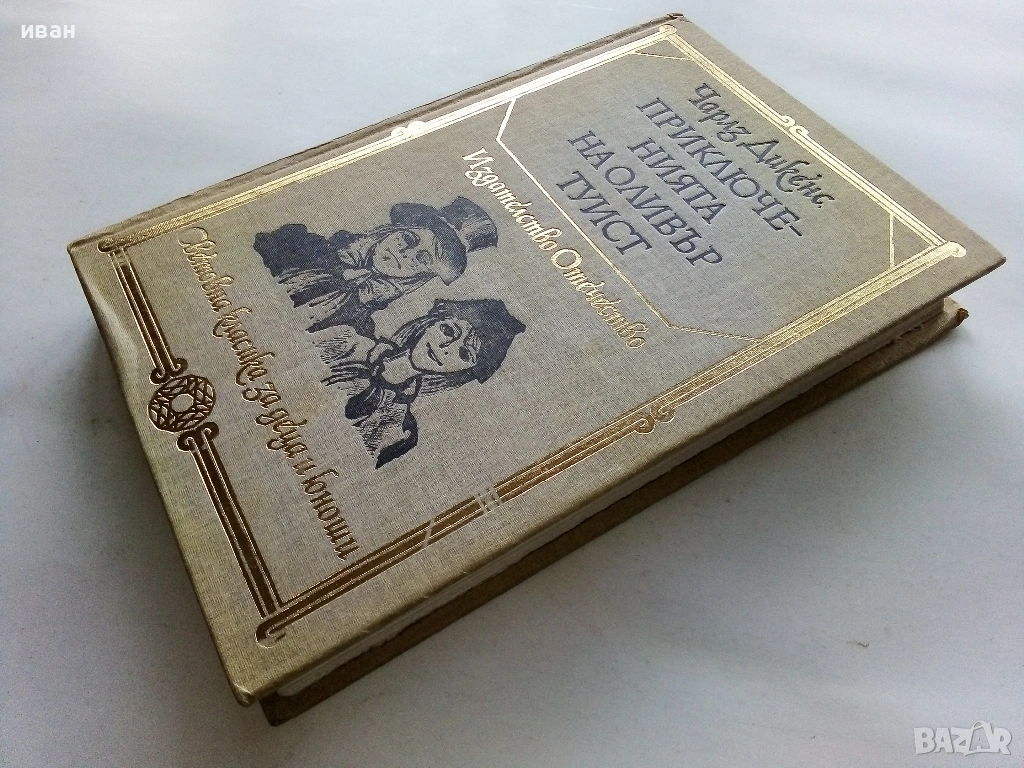 иван
Чарлз Дикенс.
ПРИКЛЮЧЕ-
НИЯТА
НА ОЛИВЪР
ТУИСТ
Издателство Отечество
Световна класика за деца и юноши
BAZAR